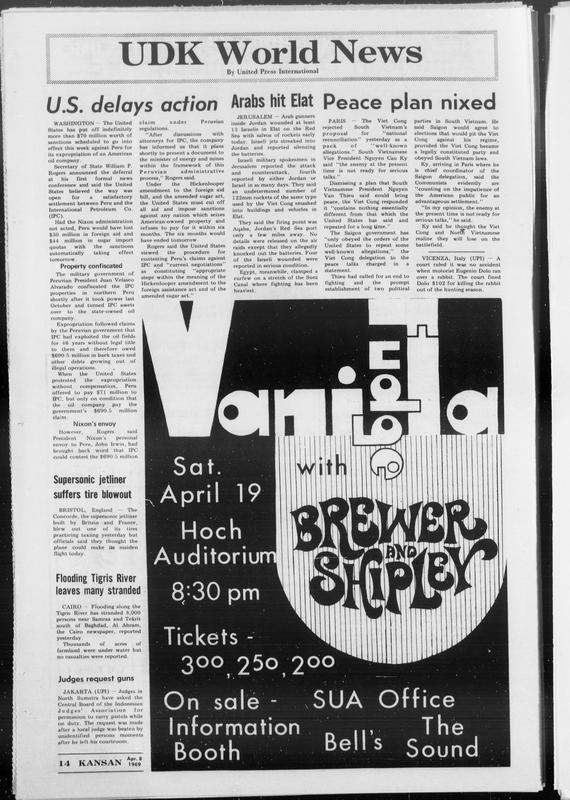 UDK World News
By United Press International
U.S. delays action
WASHINGTON — The United
States has put off indefinitely
more than $70 million worth of
sanctions scheduled to go into
effect this week against Peru for
its expropriation of an American
oil company.
Secretary of State William P.
Rogers announced the deferral
at his first formal news
conference and said the United
States believed the way was
open for a satisfactory
settlement between Peru and the
International Petroleum Co.
(IPC).
Had the Nixon administration
not acted, Peru would have lost
$30 million in foreign aid and
$44 million in sugar import
quotas with the sanctions
automatically taking effect
tomorrow.
Property confiscated
The military government of
Peruvian President Juan Velazco
Alvarado confiscated the IPC
properties in northern Peru
shortly after it took power last
October and turned IPC assets
over to the state-owned oil
company.
Expropriation followed claims
by the Peruvian government that
IPC had exploited the oil fields
for 46 years without legal title
to them and therefore owed
$690.5 million in back taxes and
other debts growing out of
illegal operations.
When the United States
protested the expropriation
without compensation, Peru
offered to pay $71 million to
IPC, but only on condition that
the oil company pay the
government's $690.5 million
claim.
Nixon's envoy
However, Rogers said
President Nixon's personal
envoy to Peru, John Irwin, had
brought back word that IPC
could contest the $690.5 million
claim under Peruvian
regulations.
"After discussions with
attorneys for IPC, the company
has informed us that it plans
shortly to present a document to
the minister of energy and mines
within the framework of this
Peruvian administrative
process," Rogers said.
Under the Hickenlooper
amendment to the foreign aid
bill, and the amended sugar act,
the United States must cut off
all aid and impose sanctions
against any nation which seizes
American-owned property and
refuses to pay for it within six
months. The six months would
have ended tomorrow.
Rogers said the United States
viewed the procedure for
contesting Peru's claims against
IPC and "current negotiations"
as constituting "appropriate
steps within the meaning of the
Hickenlooper amendment to the
foreign assistance act and of the
amended sugar act."
Arabs hit Elat
JERUSALEM — Arab gunners
inside Jordan wounded at least
13 Israelis in Elat on the Red
Sea with salvos of rockets early
today. Israeli jets streaked into
Jordan and reported silencing
the batteries.
Israeli military spokesmen in
Jerusalem reported the attack
and counterattack, fourth
reported by either Jordan or
Israel in as many days. They said
an undetermined number of
122mm rockets of the same type
used by the Viet Cong smashed
into buildings and vehicles in
Elat.
They said the firing point was
Aqaba, Jordan's Red Sea port
only a few miles away. No
details were released on the air
raids except that they allegedly
knocked out the batteries. Four
of the Israeli wounded were
reported in serious condition.
Egypt, meanwhile, clamped a
curfew on a stretch of the Suez
Canal where fighting has been
heaviest.
Peace plan nixed
PARIS — The Viet Cong
rejected South Vietnam's
proposal for "national
reconciliation" yesterday as a
pack of "well-known
allegations." South Vietnamese
Vice President Nguyen Cau Ky
said "the enemy at the present
time is not ready for serious
talks."
Dismissing a plan that South
Vietnamese President Nguyen
Van Thieu said could bring
peace, the Viet Cong responded
it "contains nothing essentially
different from that which the
United States has said and
repeated for a long time."
The Saigon government has
"only obeyed the orders of the
United States to repeat some
well-known allegations," the
Viet Cong delegation to the
peace talks charged in a
statement.
Saigon had called for an end to
fighting and the prompt
establishment of two political
parties in South Vietnam. He
said Saigon would agree to
elections that would pit the Viet
Cong against his regime,
provided the Viet Cong became
a legally constituted party and
obeyed South Vietnam laws.
Ky, arriving in Paris where he
is chief coordinator of the
Saigon delegation, said the
Communists evidently are
"counting on the impatience of
the American public for an
advantageous settlement."
"In my opinion, the enemy at
the present time is not ready for
serious talks," he said.
Ky said he thought the Viet
Cong and North Vietnamese
realize they will lose on the
battlefield.
VICENZA, Italy (UPI) — A
court ruled it was no accident
when motorist Eugenio Dolo ran
over a rabbit. The court fined
Dolo $102 for killing the rabbit
out of the hunting season.
Supersonic jetliner
suffers tire blowout
BRISTOL, England — The
Concorde, the supersonic jetliner
built by Britain and France,
blew out one of its tires
practicing taxiing yesterday but
officials said they thought the
plane could make its maiden
flight today.
Flooding Tigris River
leaves many stranded
CAIRO — Flooding along the
Tigris River has stranded 8,000
persons near Samraa and Tekrit
south of Baghdad, Al Ahram,
the Cairo newspaper, reported
yesterday.
Thousands of acres of
farmland were under water but
no casualties were reported.
Judges request guns
JAKARTA (UPI) — Judges in
North Sumatra have asked the
Central Board of the Indonesian
Judges' Association for
permission to carry pistols while
on duty. The request was made
after a local judge was beaten by
unidentified persons moments
after he left his courtroom.
14 KANSAN Apr. 8
1969
Vanilla
Fudge
with
BREWER
AND
SHIPLEY
Sat.
April 19
Hoch
Auditorium
8:30 pm
Tickets -
300, 250, 200
On sale - SUA Office
Information The
Booth Bell's Sound